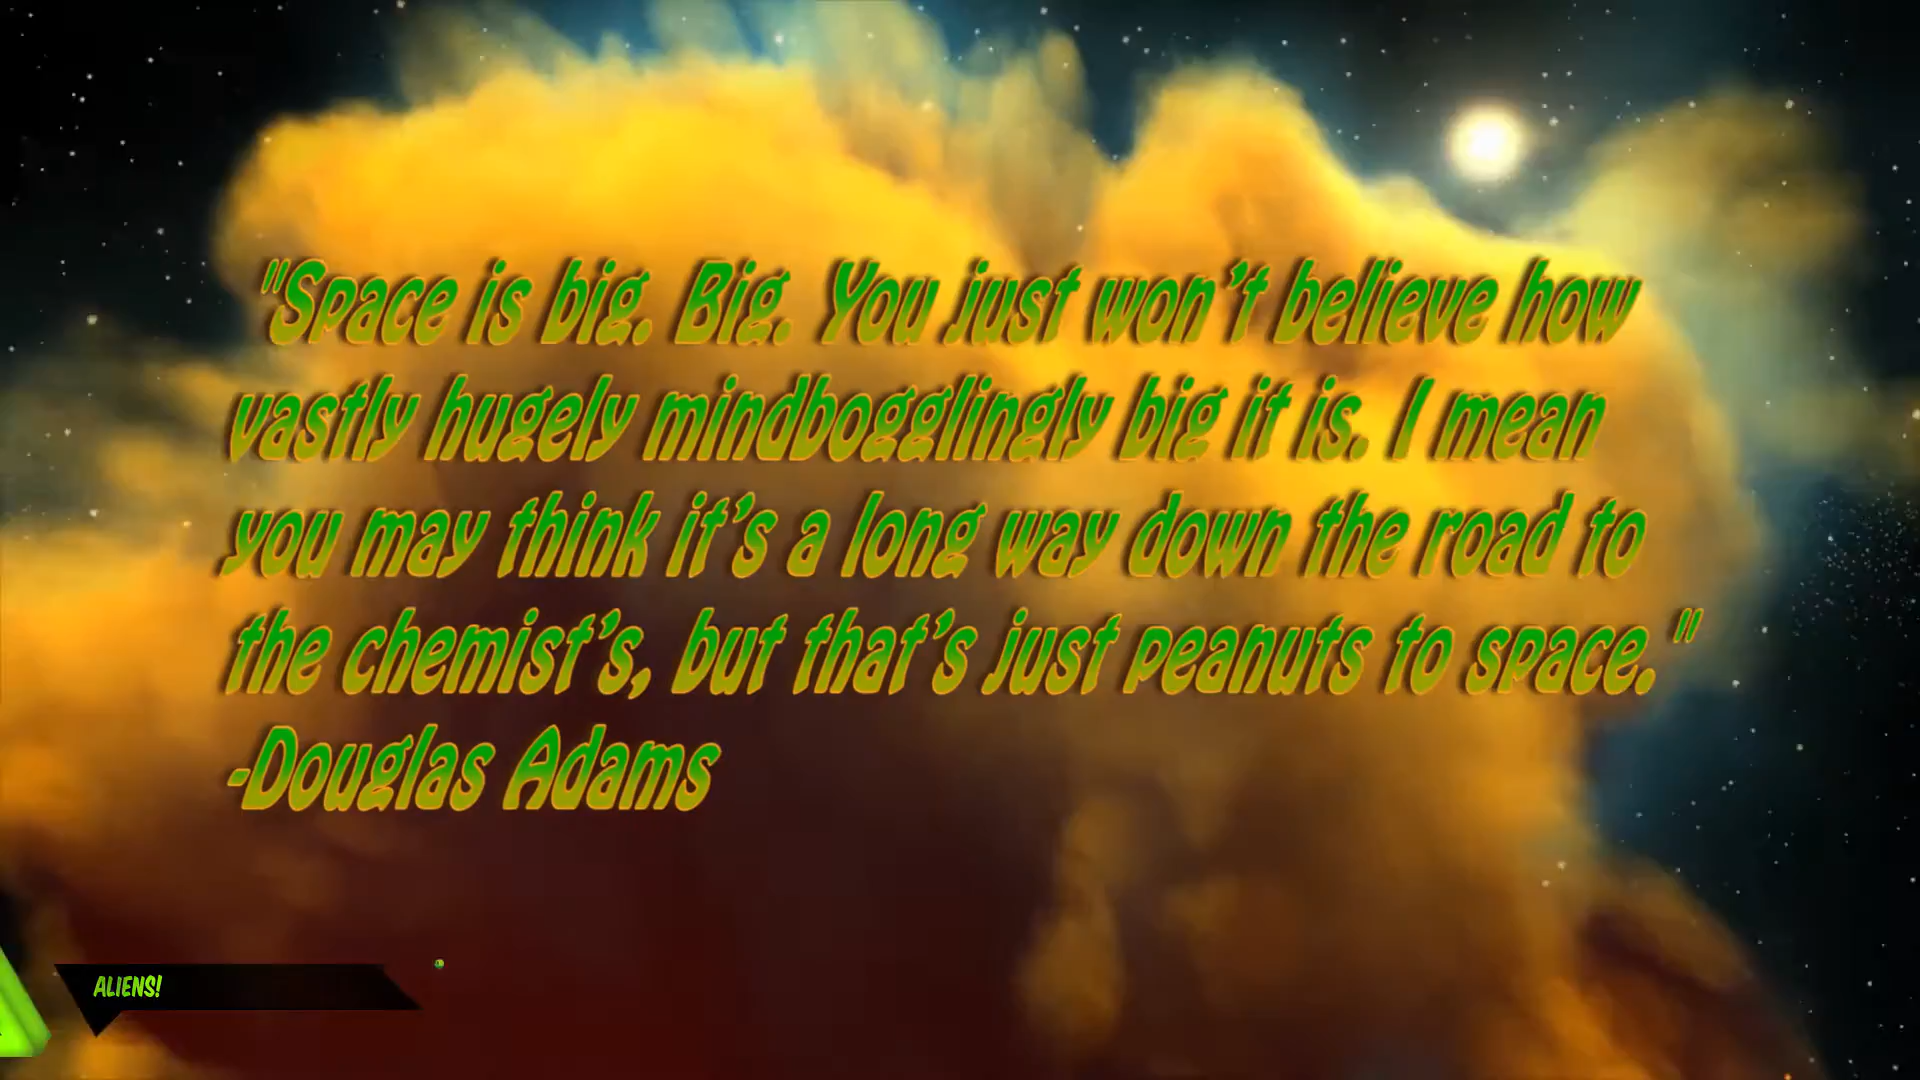 "Space is big. Big. You just won't believe how
vastly hugely mindbogglingly big it is. I mean
you may think it's a long way down the road to
the chemist's, but that's just peanuts to space."
-Douglas Adams
ALIENS!